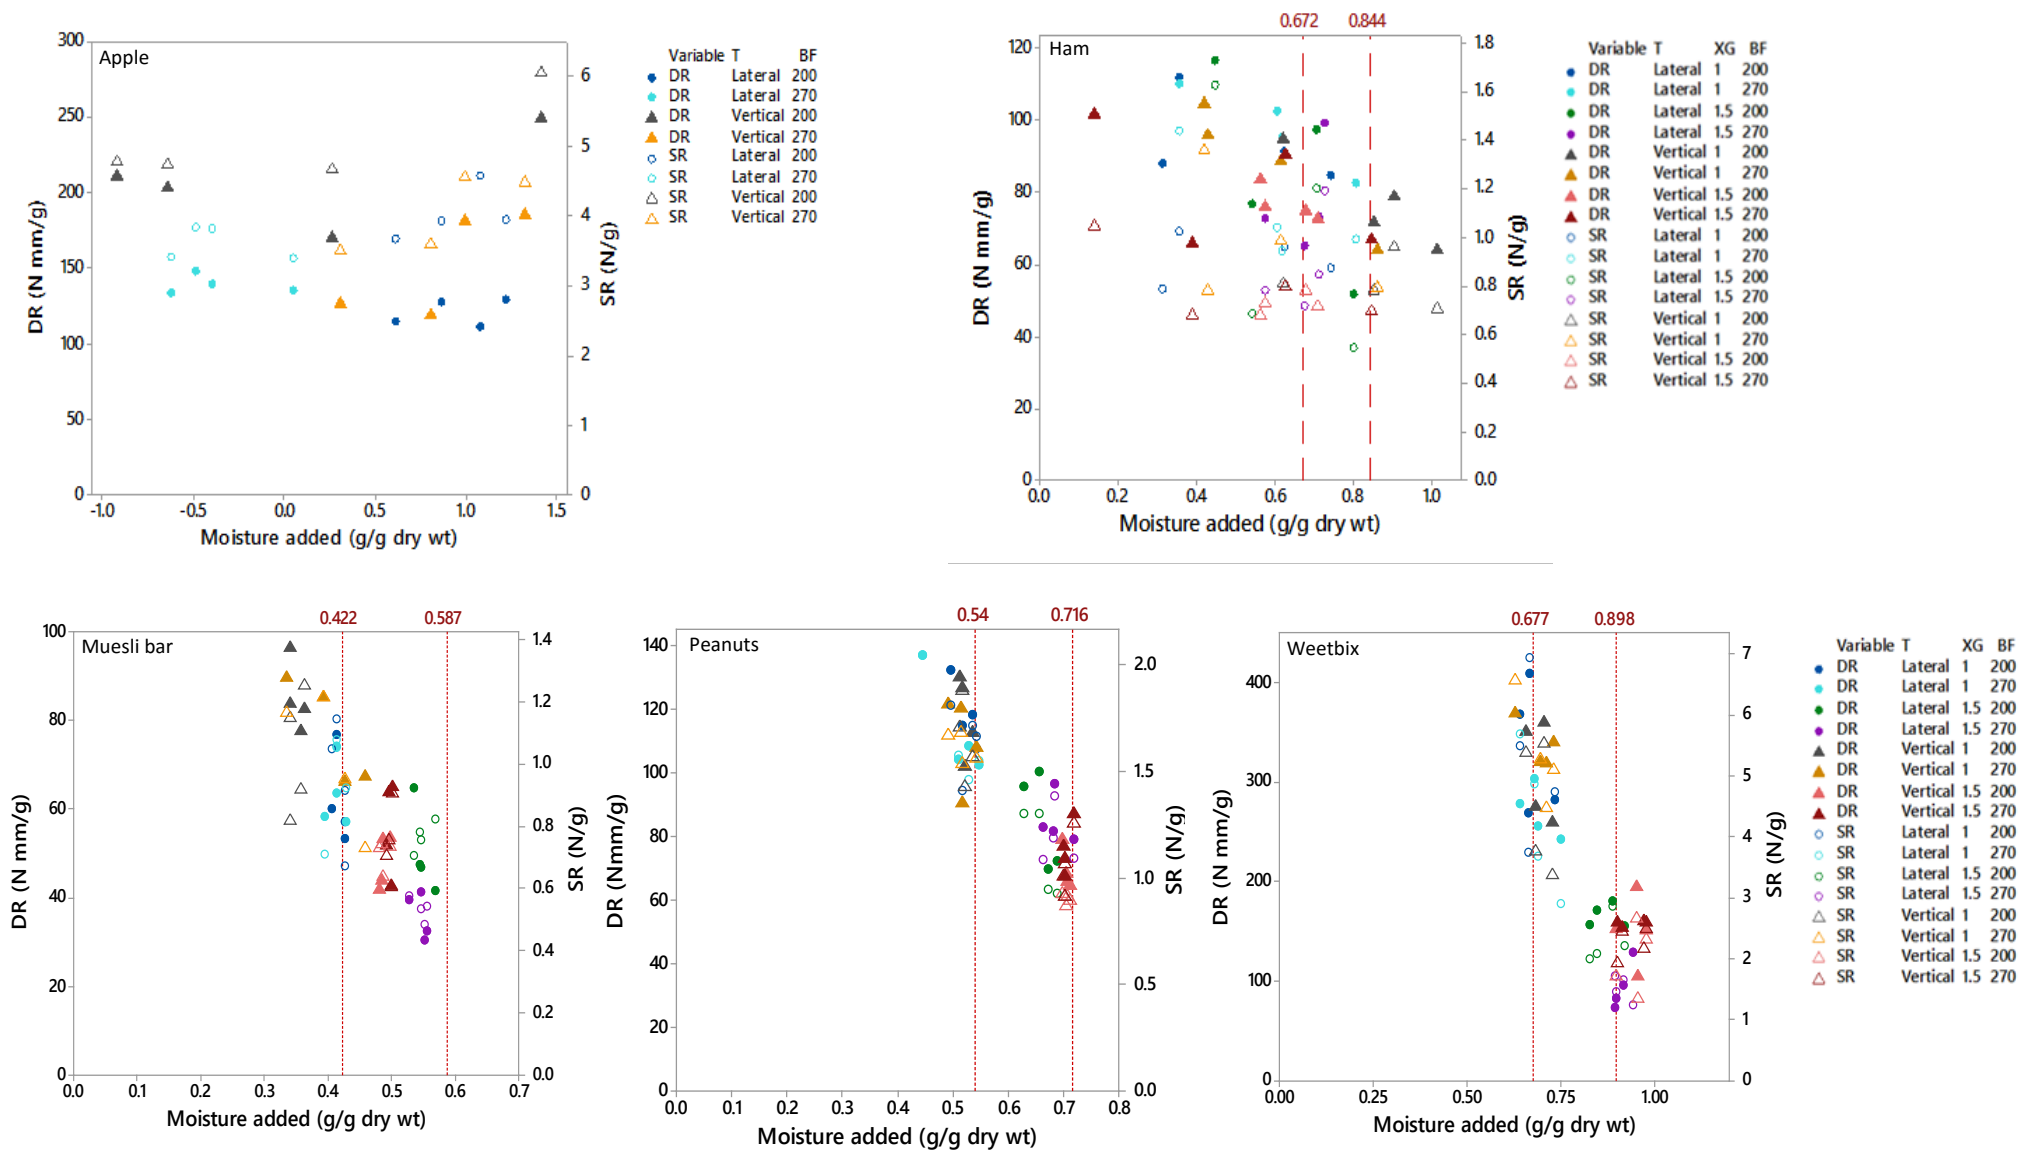 Apple
300
250
200
150
100
50
0
DR (N mm/g)
6
5
4
3
2
1
0
SR (N/g)
-1.0 -0.5 0.0 0.5 1.0 1.5
Moisture added (g/g dry wt)
Variable T BF
DR Lateral 200
DR Lateral 270
DR Vertical 200
DR Vertical 270
SR Lateral 200
SR Lateral 270
SR Vertical 200
SR Vertical 270
0.672 0.844
Ham
120
100
80
60
40
20
0
DR (N mm/g)
1.8
1.6
1.4
1.2
1.0
0.8
0.6
0.4
0.2
0.0
SR (N/g)
0.0 0.2 0.4 0.6 0.8 1.0
Moisture added (g/g dry wt)
Variable T XG BF
DR Lateral 1 200
DR Lateral 1 270
DR Lateral 1.5 200
DR Lateral 1.5 270
DR Vertical 1 200
DR Vertical 1 270
DR Vertical 1.5 200
DR Vertical 1.5 270
SR Lateral 1 200
SR Lateral 1 270
SR Lateral 1.5 200
SR Lateral 1.5 270
SR Vertical 1 200
SR Vertical 1 270
SR Vertical 1.5 200
SR Vertical 1.5 270
0.422 0.587
Muesli bar
100
80
60
40
20
0
DR (N mm/g)
1.4
1.2
1.0
0.8
0.6
0.4
0.2
0.0
SR (N/g)
0.0 0.1 0.2 0.3 0.4 0.5 0.6 0.7
Moisture added (g/g dry wt)
0.54 0.716
Peanuts
140
120
100
80
60
40
20
0
DR (Nmm/g)
2.0
1.5
1.0
0.5
0.0
SR (N/g)
0.0 0.1 0.2 0.3 0.4 0.5 0.6 0.7 0.8
Moisture added (g/g dry wt)
0.677 0.898
Weetbix
400
300
200
100
0
DR (N mm/g)
7
6
5
4
3
2
1
0
SR (N/g)
0.00 0.25 0.50 0.75 1.00
Moisture added (g/g dry wt)
Variable T XG BF
DR Lateral 1 200
DR Lateral 1 270
DR Lateral 1.5 200
DR Lateral 1.5 270
DR Vertical 1 200
DR Vertical 1 270
DR Vertical 1.5 200
DR Vertical 1.5 270
SR Lateral 1 200
SR Lateral 1 270
SR Lateral 1.5 200
SR Lateral 1.5 270
SR Vertical 1 200
SR Vertical 1 270
SR Vertical 1.5 200
SR Vertical 1.5 270